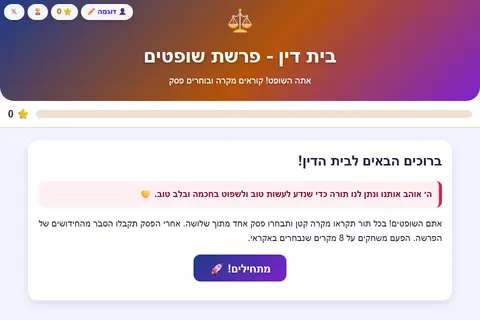 👤 דוגמה 🖍️
⭐ 0
בית דין - פרשת שופטים
אתה השופט! קוראים מקרה ובוחרים פסק
⭐ 0
ברוכים הבאים לבית הדין!
ה׳ אוהב אותנו ונתן לנו תורה כדי שנדע לעשות טוב ולשפוט בחכמה ובלב טוב. 💛
אתם השופטים! בכל תור תקראו מקרה קטן ותבחרו פסק אחד מתוך שלושה. אחרי הפסק תקבלו הסבר מהחידושים של
הפרשה. הפעם משחקים על 8 מקרים שנבחרים באקראי.
מתחילים! 🚀